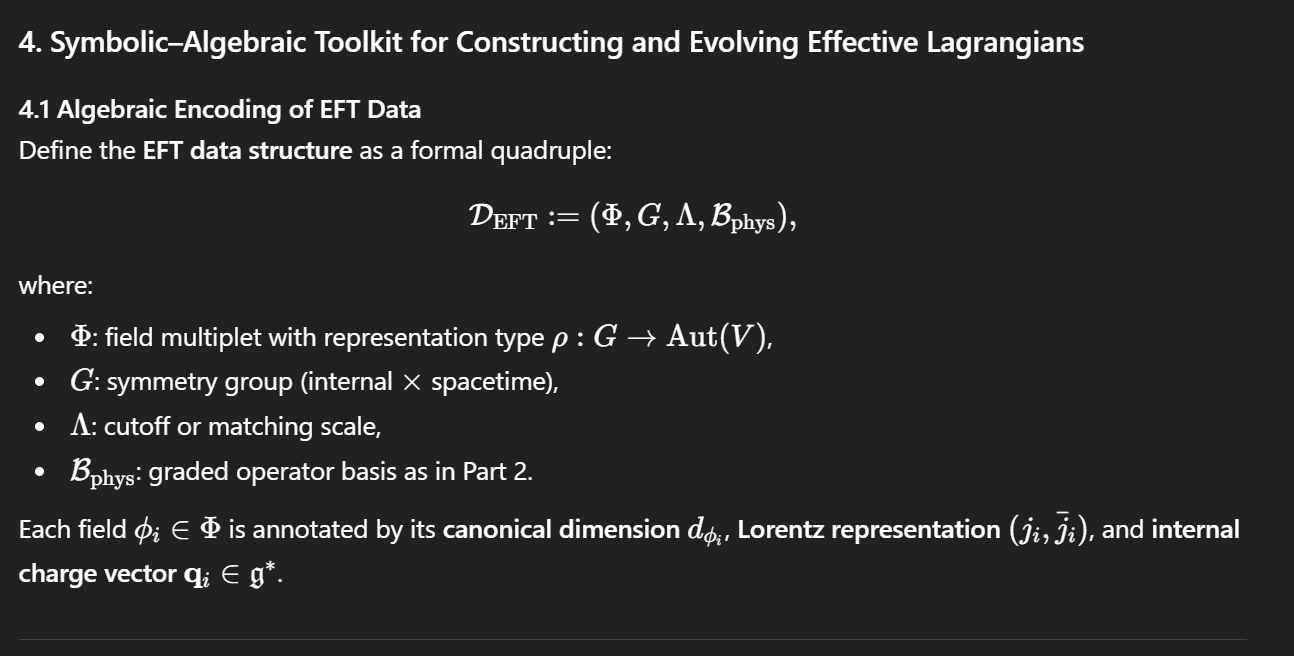 4. Symbolic–Algebraic Toolkit for Constructing and Evolving Effective Lagrangians
4.1 Algebraic Encoding of EFT Data
Define the EFT data structure as a formal quadruple:
𝒟_EFT := (Φ, G, Λ, ℬ_phys),
where:
• Φ: field multiplet with representation type ρ : G → Aut(V),
• G: symmetry group (internal × spacetime),
• Λ: cutoff or matching scale,
• ℬ_phys: graded operator basis as in Part 2.
Each field ϕ_i ∈ Φ is annotated by its canonical dimension d_{ϕ_i}, Lorentz representation (j_i, j̄_i), and internal
charge vector 𝐪_i ∈ 𝔤*.